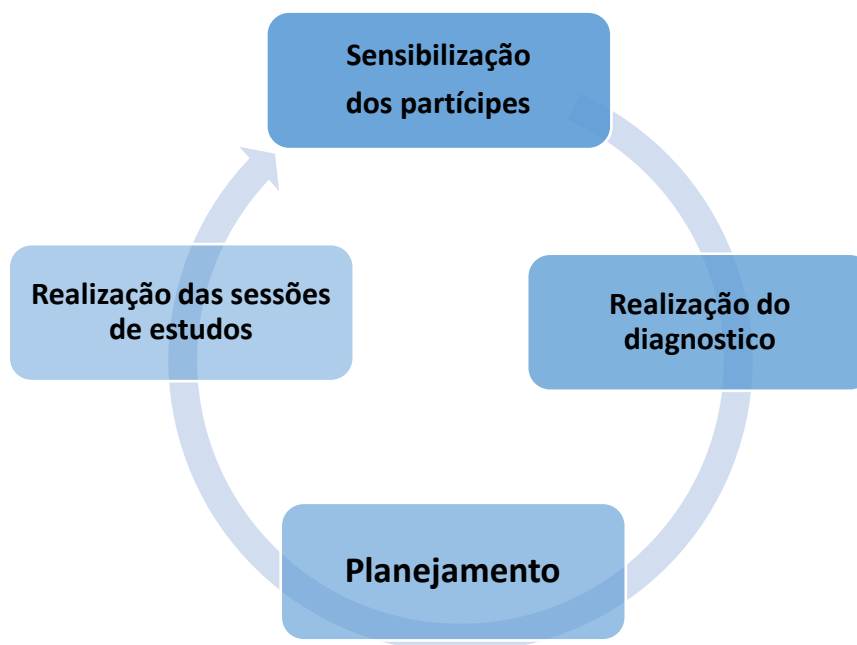 Sensibilização
dos partícipes
Realização do
diagnostico
Planejamento
Realização das sessões
de estudos